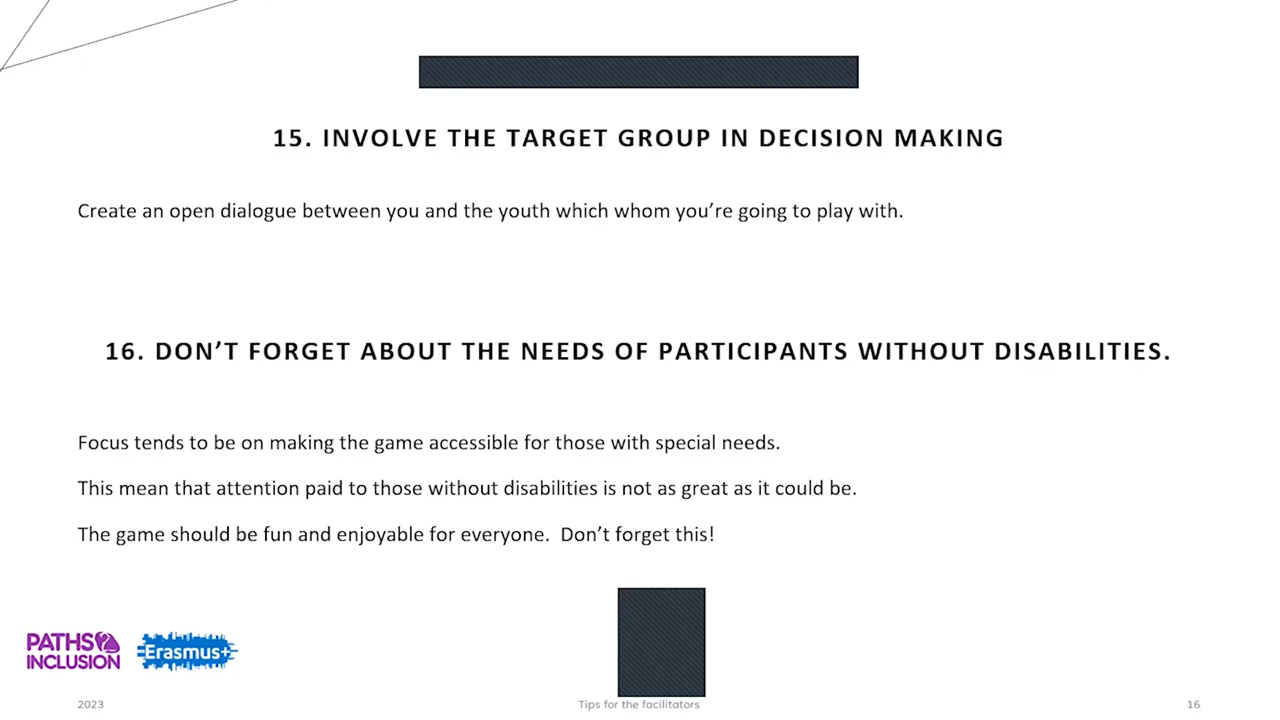 15. INVOLVE THE TARGET GROUP IN DECISION MAKING
Create an open dialogue between you and the youth which whom you’re going to play with.
16. DON’T FORGET ABOUT THE NEEDS OF PARTICIPANTS WITHOUT DISABILITIES.
Focus tends to be on making the game accessible for those with special needs.
This mean that attention paid to those without disabilities is not as great as it could be.
The game should be fun and enjoyable for everyone.  Don’t forget this!
PATHS2
INCLUSION
Erasmus+
2023
Tips for the facilitators
16